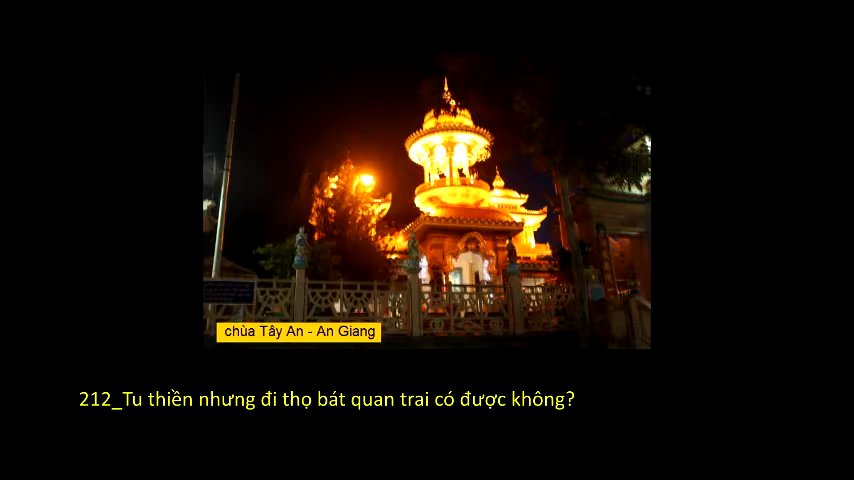 chùa Tây An - An Giang
212_Tu thiền nhưng đi thọ bát quan trai có được không?